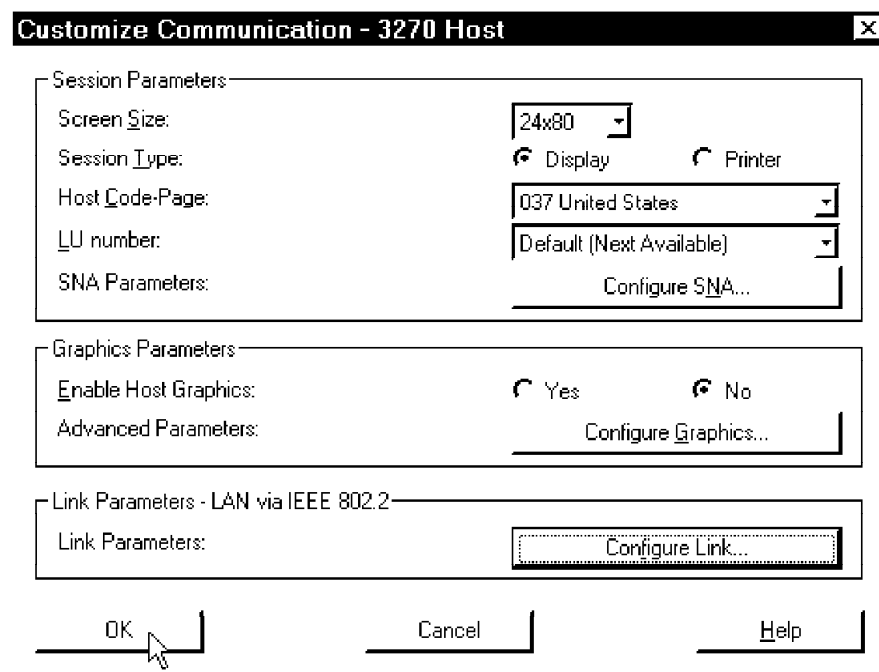 Customize Communication - 3270 Host
Session Parameters
Screen Size:
24x80
Session Type:
Display
Printer
Host Code-Page:
037 United States
LU number:
Default (Next Available)
SNA Parameters:
Configure SNA...
Graphics Parameters
Enable Host Graphics:
Yes
No
Advanced Parameters:
Configure Graphics...
Link Parameters - LAN via IEEE 802.2
Link Parameters:
Configure Link...
OK
Cancel
Help